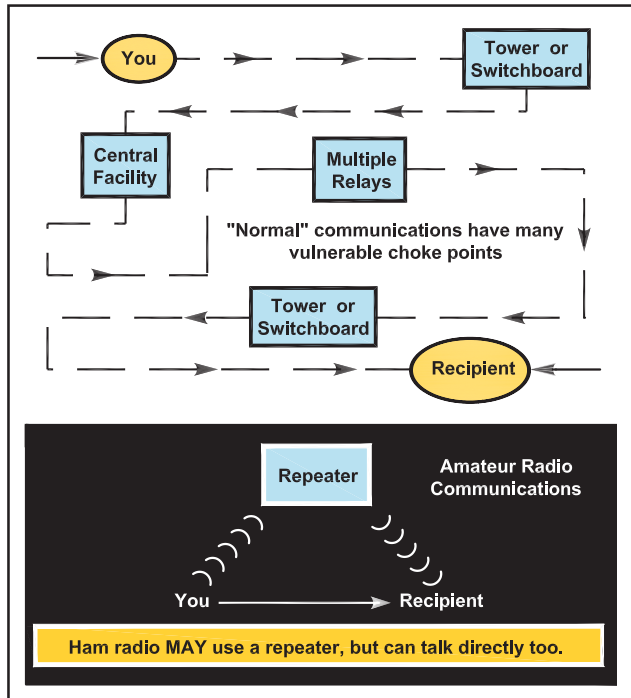 You
Tower or
Switchboard
Central
Facility
Multiple
Relays
"Normal" communications have many
vulnerable choke points
Tower or
Switchboard
Recipient
Repeater
Amateur Radio
Communications
You
Recipient
Ham radio MAY use a repeater, but can talk directly too.